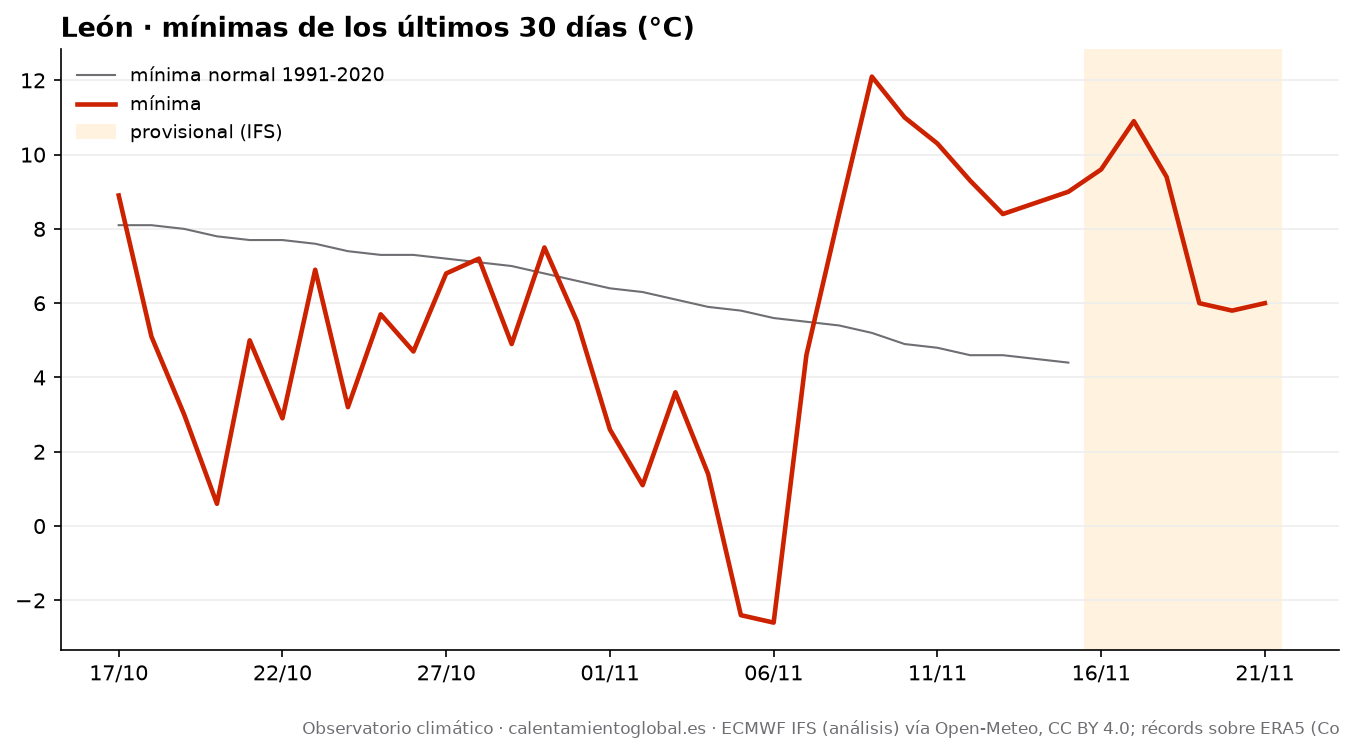 León · mínimas de los últimos 30 días (°C)
mínima normal 1991-2020
mínima
provisional (IFS)
12
10
8
6
4
2
0
−2
17/10 22/10 27/10 01/11 06/11 11/11 16/11 21/11
Observatorio climático · calentamientoglobal.es · ECMWF IFS (análisis) vía Open-Meteo, CC BY 4.0; récords sobre ERA5 (Co